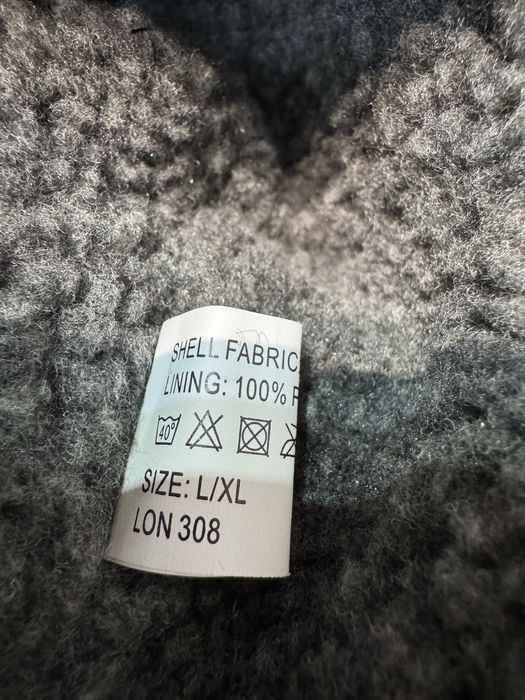 SHELL FABRIC
LINING: 100%
40°
SIZE: L/XL
LON 308